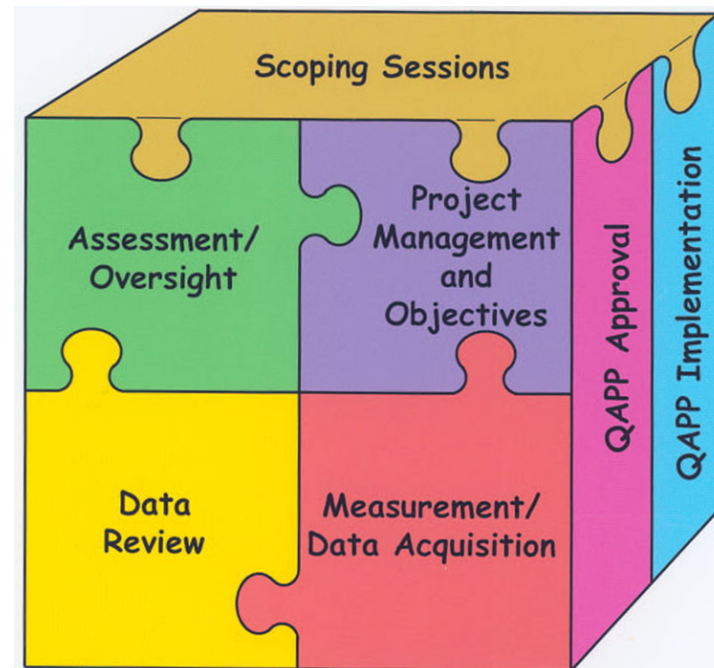 Scoping Sessions
Assessment/
Oversight
Project
Management
and
Objectives
Data
Review
Measurement/
Data Acquisition
QAPP Approval
QAPP Implementation